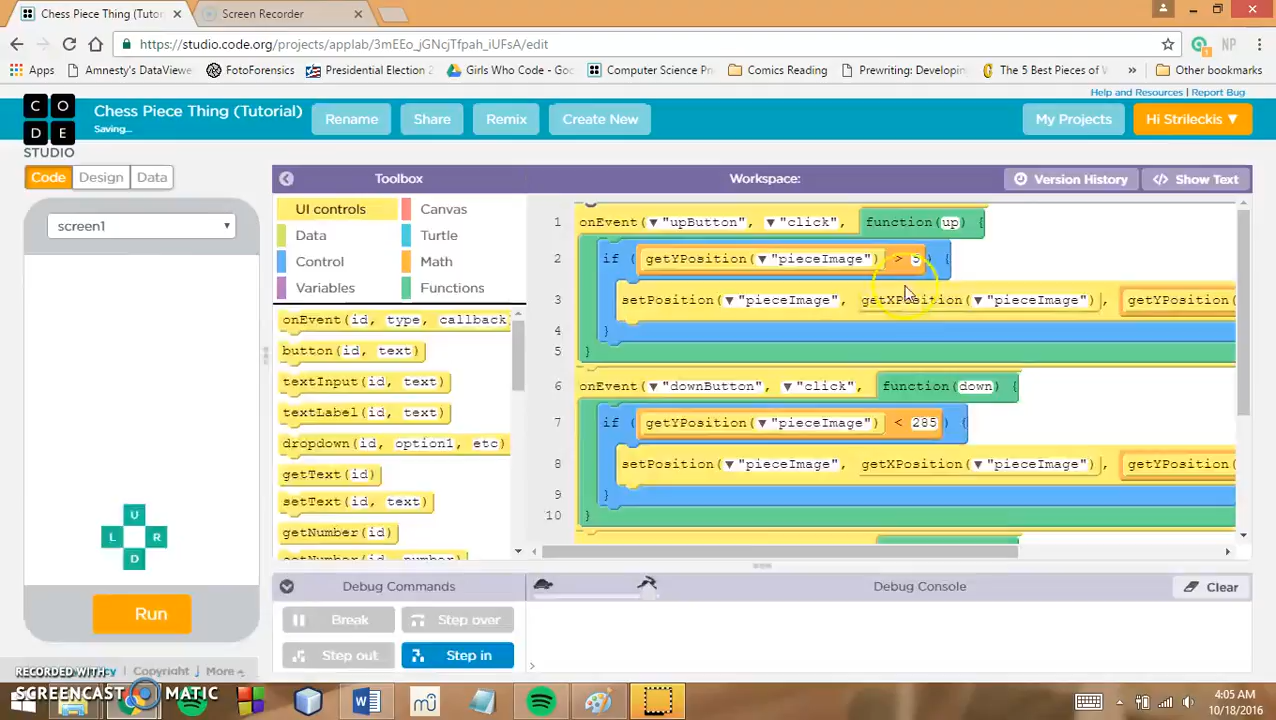 Chess Piece Thing (Tutor
Screen Recorder
https://studio.code.org/projects/applab/3mEEo_jGNcjTfpah_iUFsA/edit
NP
Apps
Amnesty's DataViewe
FotoForensics
Presidential Election 2
Girls Who Code - Goo
Computer Science Pri
Comics Reading
Prewriting: Developin
The 5 Best Pieces of W
Other bookmarks
Help and Resources | Report Bug
C O
D E
STUDIO
Chess Piece Thing (Tutorial)
Saving...
Rename
Share
Remix
Create New
My Projects
Hi Strileckis ▼
Code
Design
Data
Toolbox
Workspace:
Version History
</> Show Text
screen1
UI controls
Canvas
Data
Turtle
Control
Math
Variables
Functions
onEvent(id, type, callback)
button(id, text)
textInput(id, text)
textLabel(id, text)
dropdown(id, option1, etc)
getText(id)
setText(id, text)
getNumber(id)
getNumber(id, number)
1 onEvent(▼"upButton", ▼"click", function(up) {
2 if (getYPosition(▼"pieceImage") > 5) {
3 setPosition(▼"pieceImage", getXPosition(▼"pieceImage"), getYPosition(
4 }
5 }
6 onEvent(▼"downButton", ▼"click", function(down) {
7 if (getYPosition(▼"pieceImage") < 285) {
8 setPosition(▼"pieceImage", getXPosition(▼"pieceImage"), getYPosition(
9 }
10 }
U
L R
D
Run
Debug Commands
Debug Console
Clear
Break
Step over
Step out
Step in
>
Copyright | More
RECORDED WITH
SCREENCAST MATIC
4:05 AM
10/18/2016